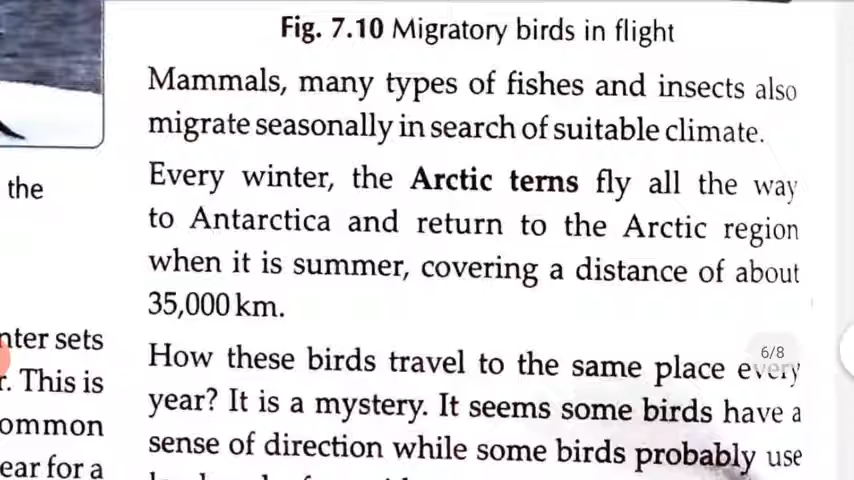 Fig. 7.10 Migratory birds in flight
Mammals, many types of fishes and insects also
migrate seasonally in search of suitable climate.
Every winter, the Arctic terns fly all the way
to Antarctica and return to the Arctic region
when it is summer, covering a distance of about
35,000 km.
How these birds travel to the same place every
year? It is a mystery. It seems some birds have a
sense of direction while some birds probably use
the
nter sets
r. This is
ommon
ear for a
6/8